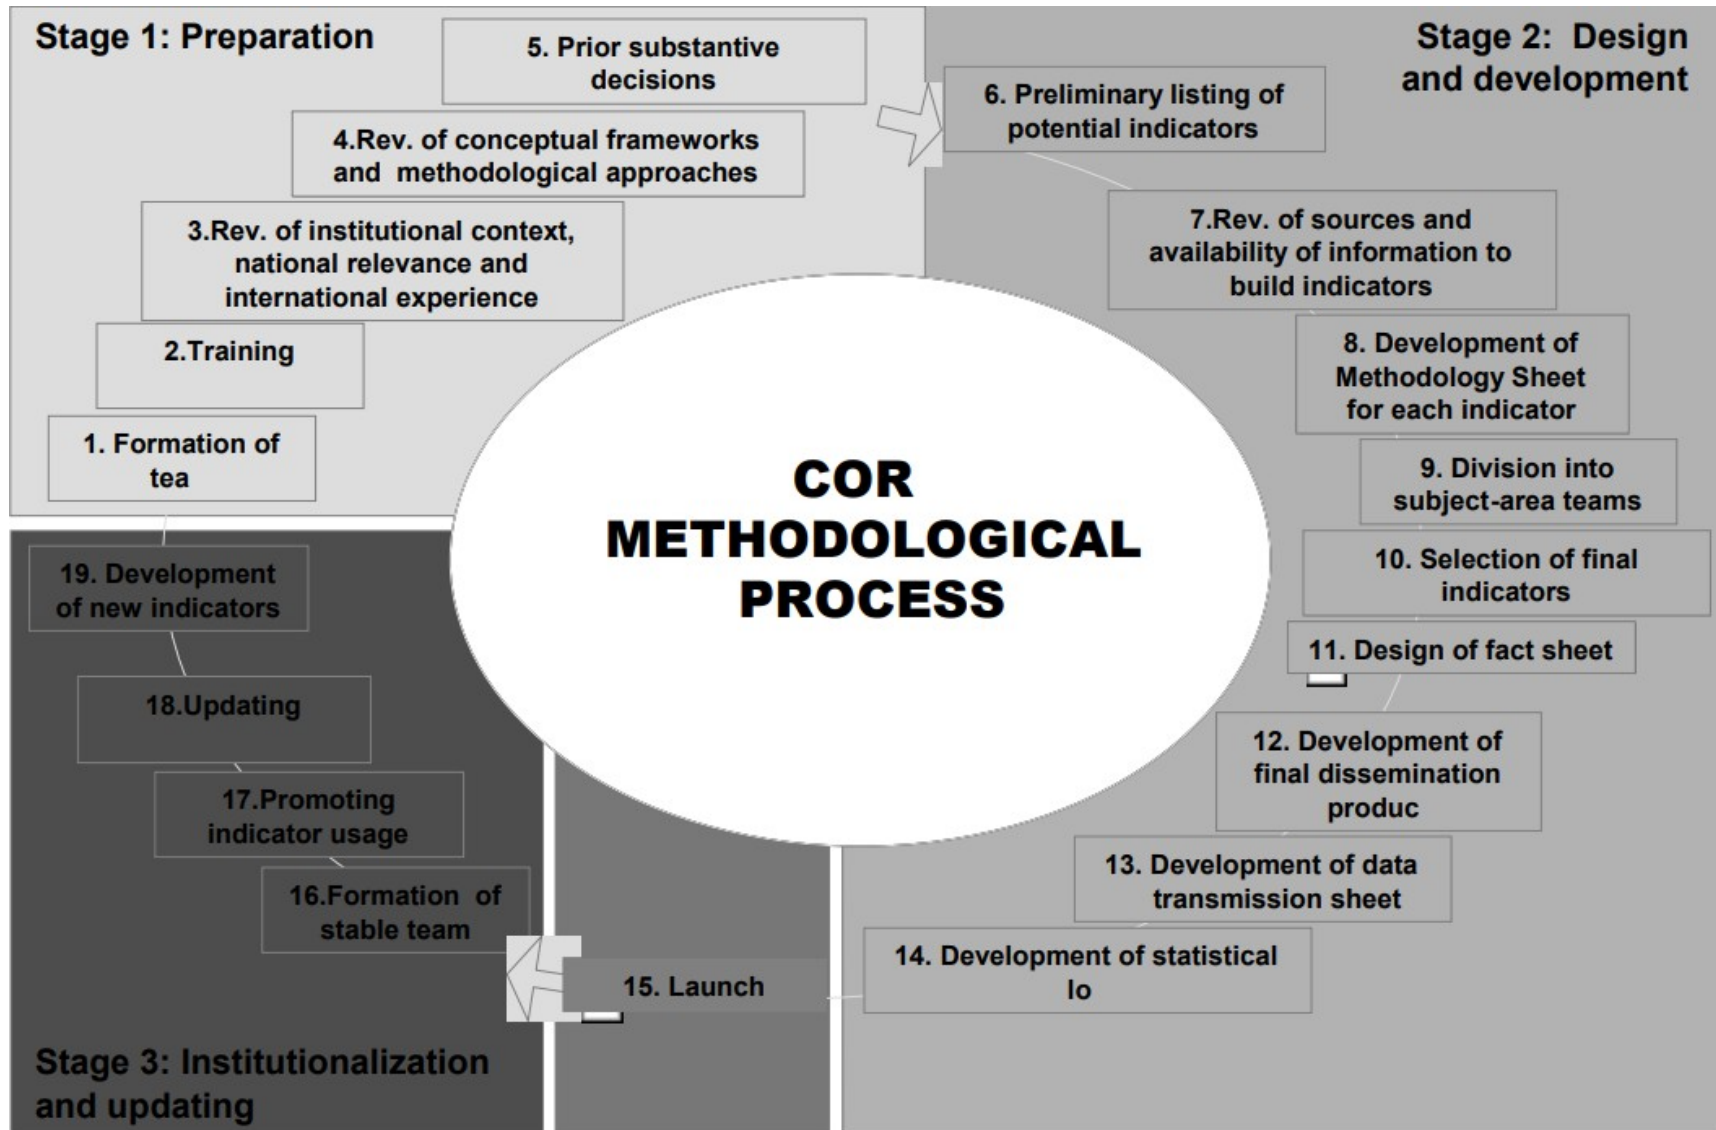 Stage 1: Preparation
5. Prior substantive
decisions
4.Rev. of conceptual frameworks
and methodological approaches
3.Rev. of institutional context,
national relevance and
international experience
2.Training
1. Formation of
tea
Stage 2: Design
and development
6. Preliminary listing of
potential indicators
7.Rev. of sources and
availability of information to
build indicators
8. Development of
Methodology Sheet
for each indicator
9. Division into
subject-area teams
10. Selection of final
indicators
11. Design of fact sheet
12. Development of
final dissemination
produc
13. Development of data
transmission sheet
14. Development of statistical
lo
COR
METHODOLOGICAL
PROCESS
15. Launch
16.Formation of
stable team
17.Promoting
indicator usage
18.Updating
19. Development
of new indicators
Stage 3: Institutionalization
and updating